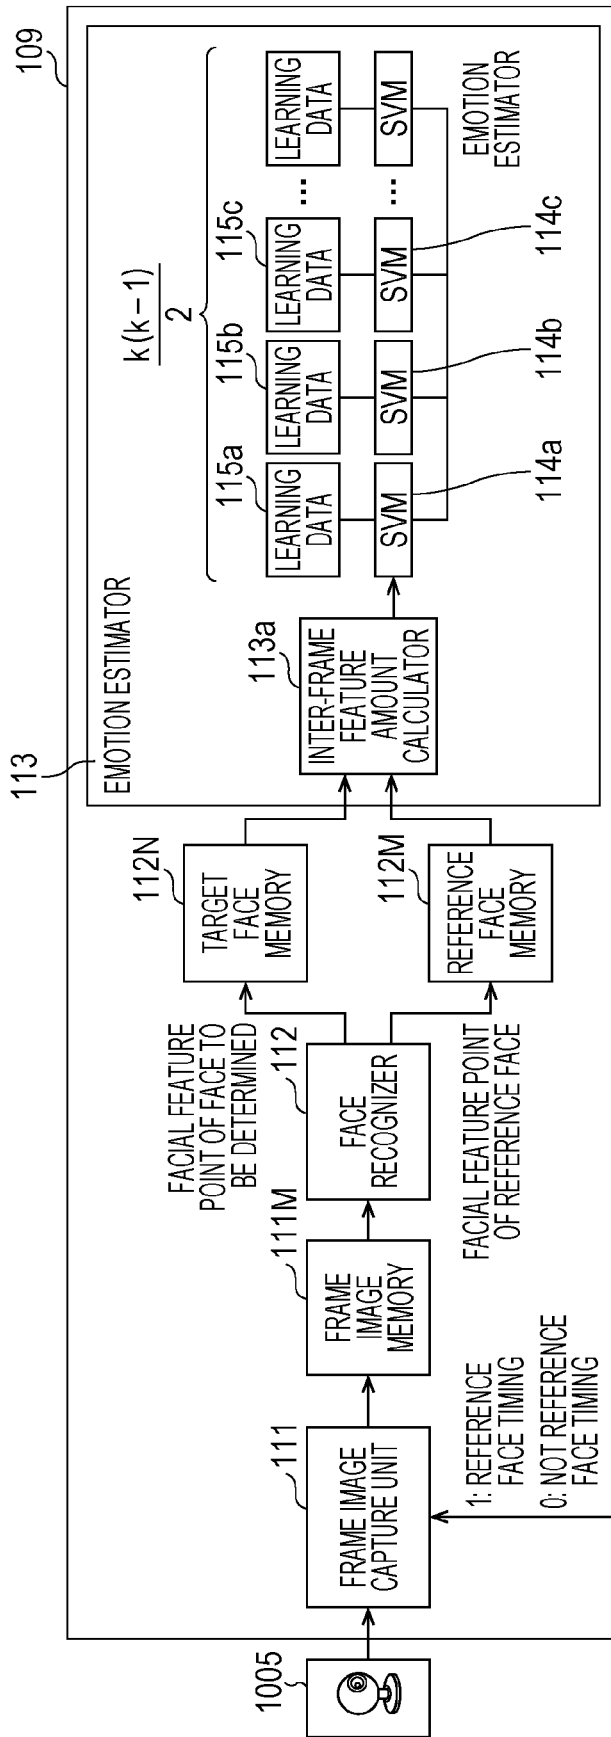 109
113
EMOTION ESTIMATOR
k(k−1)
2
115a
115b
115c
LEARNING
DATA
LEARNING
DATA
LEARNING
DATA
...
LEARNING
DATA
SVM
SVM
SVM
...
SVM
114a
114b
114c
EMOTION
ESTIMATOR
113a
INTER-FRAME
FEATURE
AMOUNT
CALCULATOR
112N
TARGET
FACE
MEMORY
112M
REFERENCE
FACE
MEMORY
FACIAL FEATURE
POINT OF FACE TO
BE DETERMINED
112
FACE
RECOGNIZER
FACIAL FEATURE POINT
OF REFERENCE FACE
111M
FRAME
IMAGE
MEMORY
111
FRAME IMAGE
CAPTURE UNIT
1: REFERENCE
FACE TIMING
0: NOT REFERENCE
FACE TIMING
1005